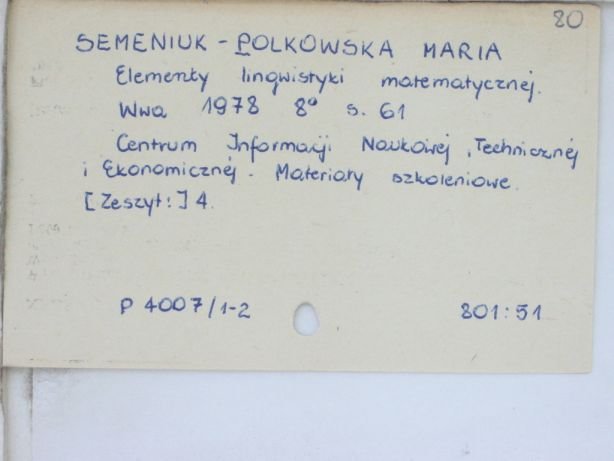 80
SEMENIUK - POLKOWSKA MARIA
Elementy lingwistyki matematycznej.
Wwa 1978 8° s. 61
Centrum Informacji Naukowej, Technicznej
i Ekonomicznej. Materiały szkoleniowe.
[Zeszyt:] 4.
P 4007/1-2 801:51